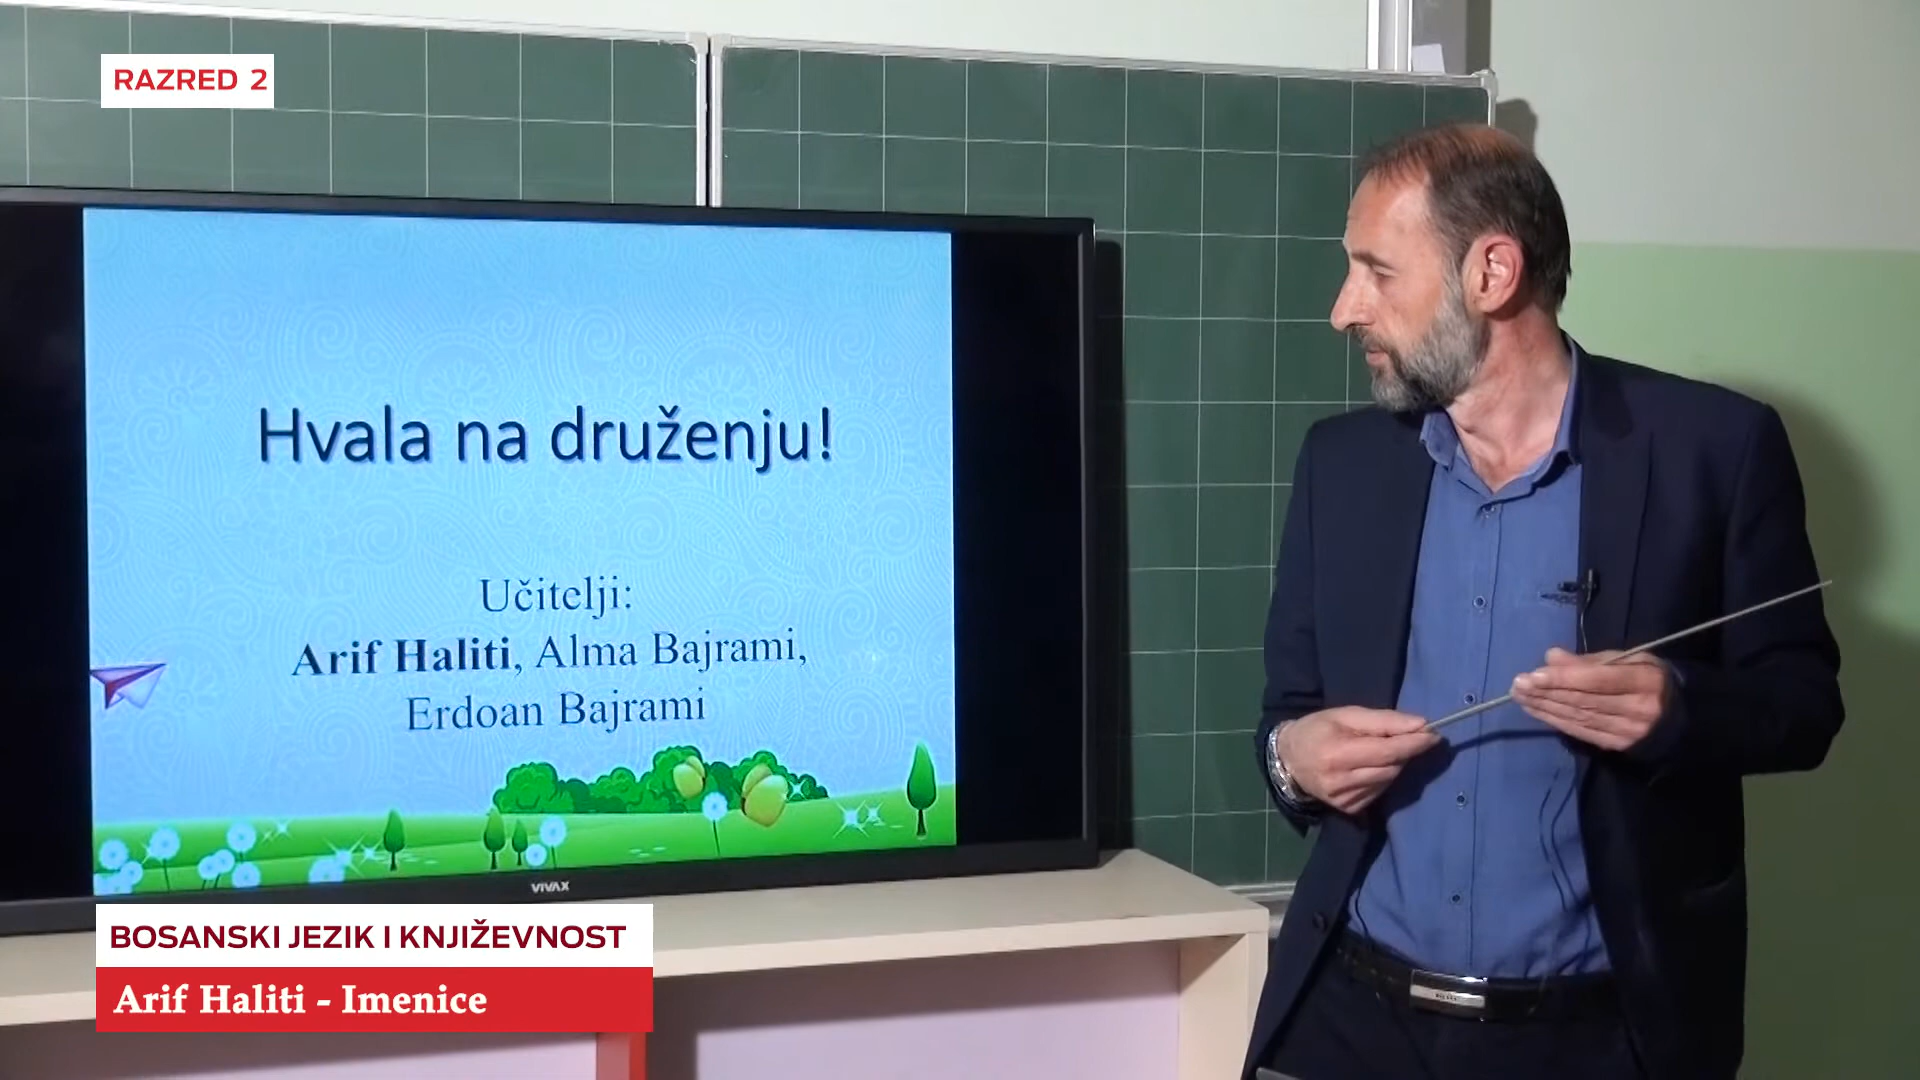 RAZRED 2
Hvala na druženju!
Učitelji:
Arif Haliti, Alma Bajrami,
Erdoan Bajrami
VIVAX
BOSANSKI JEZIK I KNJIŽEVNOST
Arif Haliti - Imenice